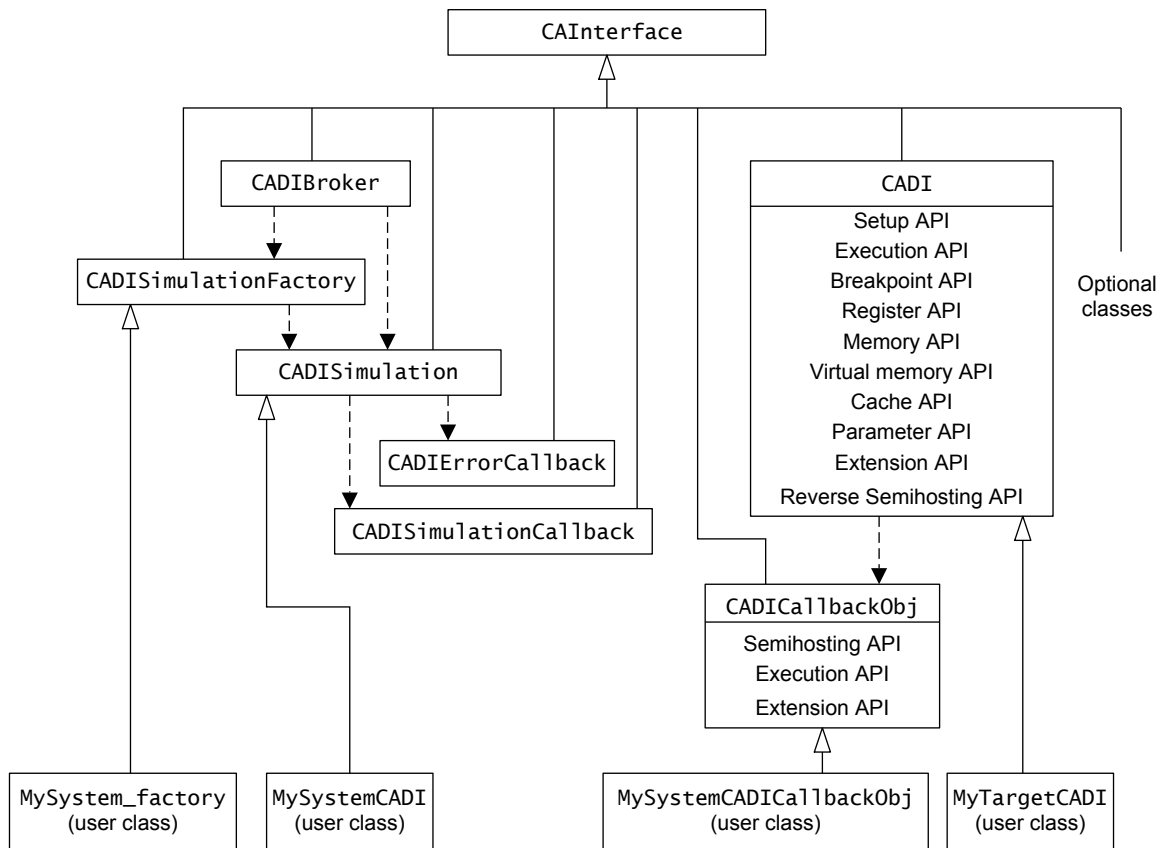 CAInterface
CADIBroker
CADI
Setup API
Execution API
Breakpoint API
Register API
Memory API
Virtual memory API
Cache API
Parameter API
Extension API
Reverse Semihosting API
CADISimulationFactory
Optional
classes
CADISimulation
CADIErrorCallback
CADISimulationCallback
CADICallbackObj
Semihosting API
Execution API
Extension API
MySystem_factory
(user class)
MySystemCADI
(user class)
MySystemCADICallbackObj
(user class)
MyTargetCADI
(user class)